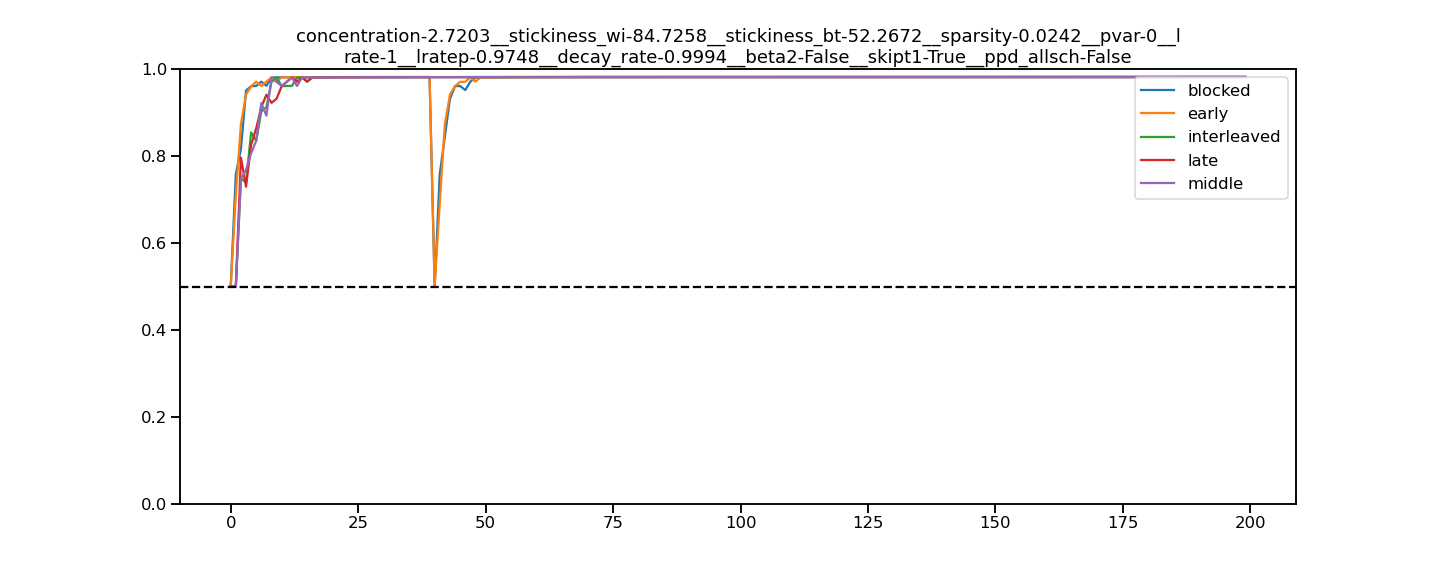 concentration-2.7203__stickiness_wi-84.7258__stickiness_bt-52.2672__sparsity-0.0242__pvar-0__l
rate-1__lratep-0.9748__decay_rate-0.9994__beta2-False__skipt1-True__ppd_allsch-False
1.0
0.8
0.6
0.4
0.2
0.0
blocked
early
interleaved
late
middle
0 25 50 75 100 125 150 175 200